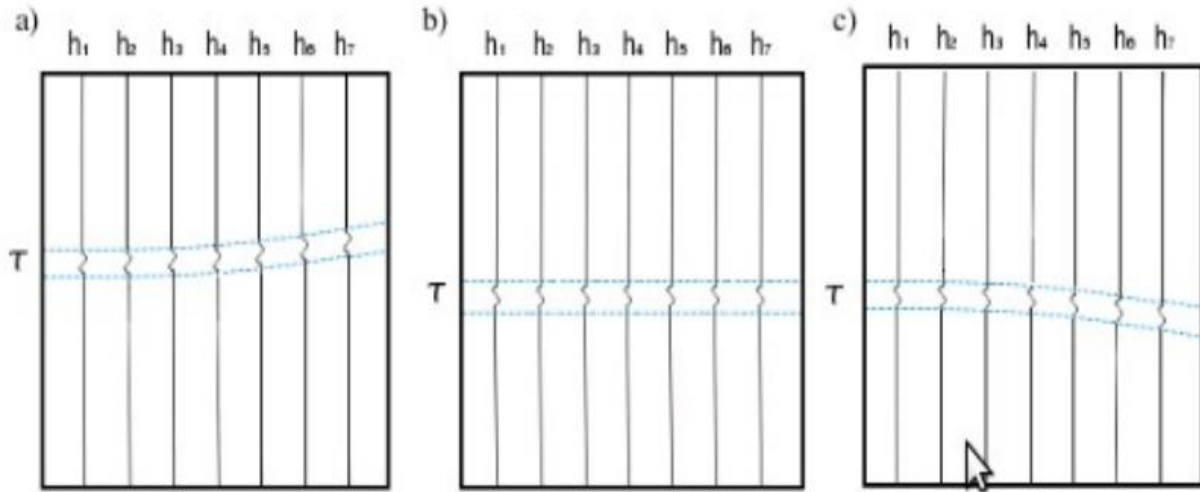 a)
h₁ h₂ h₃ h₄ h₅ h₆ h₇
τ
b)
h₁ h₂ h₃ h₄ h₅ h₆ h₇
τ
c)
h₁ h₂ h₃ h₄ h₅ h₆ h₇
τ